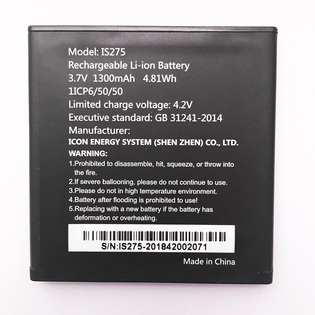 Model: IS275
Rechargeable Li-ion Battery
3.7V 1300mAh 4.81Wh
1ICP6/50/50
Limited charge voltage: 4.2V
Executive standard: GB 31241-2014
Manufacturer:
ICON ENERGY SYSTEM (SHEN ZHEN) CO., LTD.
WARNING:
1.Prohibited to disassemble, hit, squeeze, or throw into
the fire.
2.If severe ballooning, please do not continue to use.
3.Please do not in high temperature environment.
4.Battery after flooding is prohibited to use!
5.Replacing with a new battery if the battery has
deformation or overheating.
S/N:IS275-201842002071
Made in China